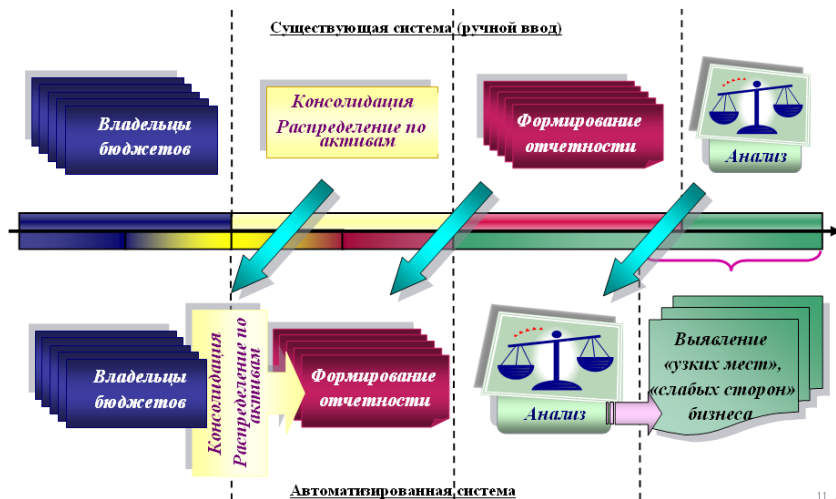 Существующая система (ручной ввод)
Владельцы
бюджетов
Консолидация
Распределение по
активам
Формирование
отчетности
Анализ
Владельцы
бюджетов
Консолидация
Распределение по
активам
Формирование
отчетности
Анализ
Выявление
«узких мест»,
«слабых сторон»
бизнеса
Автоматизированная система
11